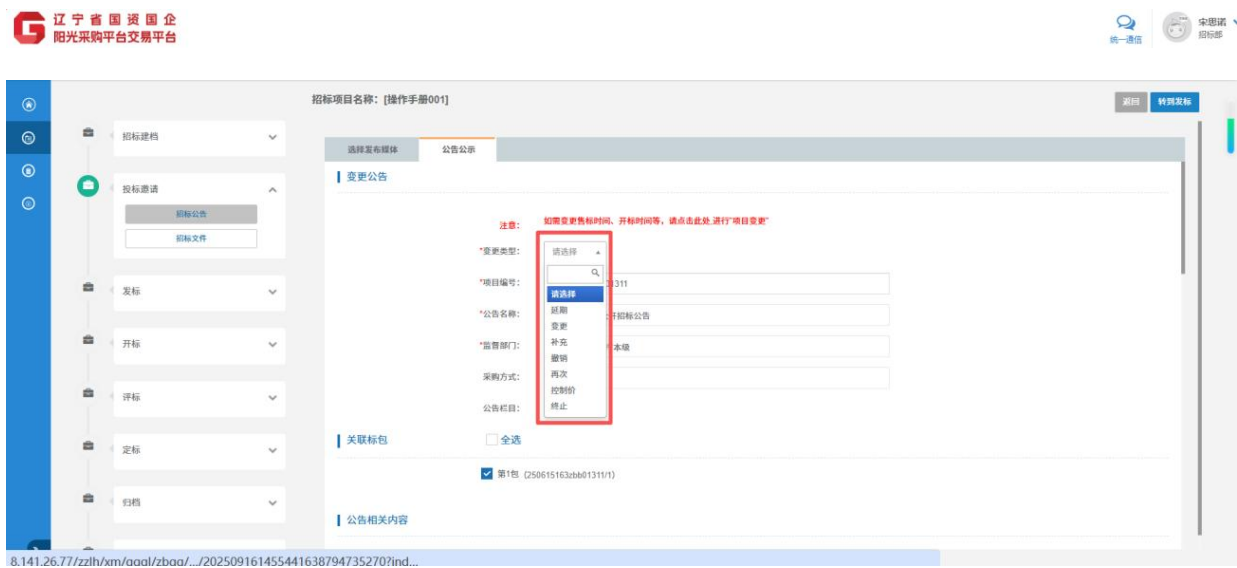 辽宁省国资国企
阳光采购平台交易平台
统一通信
宋思诺
招标部
招标项目名称: [操作手册001]
返回
转到发标
招标建档
投标邀请
招标公告
招标文件
发标
开标
评标
定标
归档
选择发布媒体
公告公示
变更公告
注意:
如需变更售标时间、开标时间等，请点击此处,进行"项目变更"
*变更类型:
请选择
*项目编号:
01311
请选择
*公告名称:
延期
开招标公告
变更
*监督部门:
补充
本级
撤销
采购方式:
再次
控制价
公告栏目:
终止
关联标包
全选
第1包 (250615163zbb01311/1)
公告相关内容
8.141.26.77/zzlh/xm/gggl/zbgg/.../202509161455441638794735270?ind...